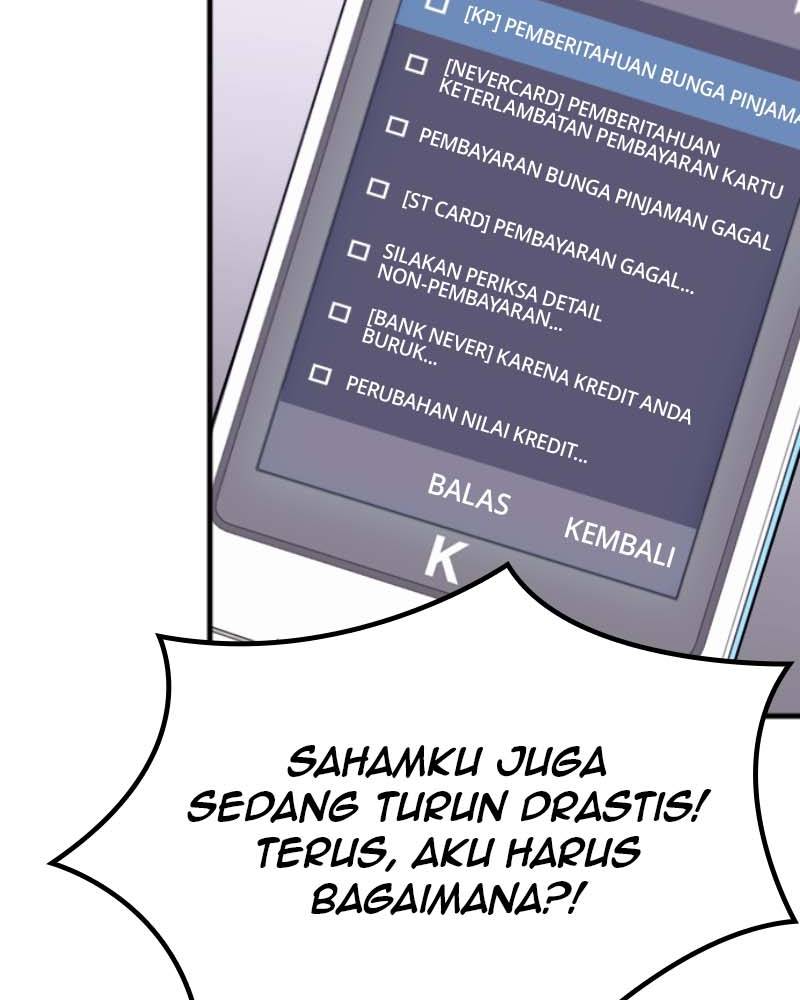 [KP] PEMBERITAHUAN BUNGA
[NEVERCARD] PEMBERITAHUAN
KETERLAMBATAN PEMBAYARAN KARTU
PEMBAYARAN BUNGA PINJAMAN GAGAL
[ST CARD] PEMBAYARAN GAGAL...
SILAKAN PERIKSA DETAIL
NON-PEMBAYARAN...
[BANK NEVER] KARENA KREDIT ANDA
BURUK...
PERUBAHAN NILAI KREDIT...
BALAS
KEMBALI
K
SAHAMKU JUGA
SEDANG TURUN DRASTIS!
TERUS, AKU HARUS
BAGAIMANA?!